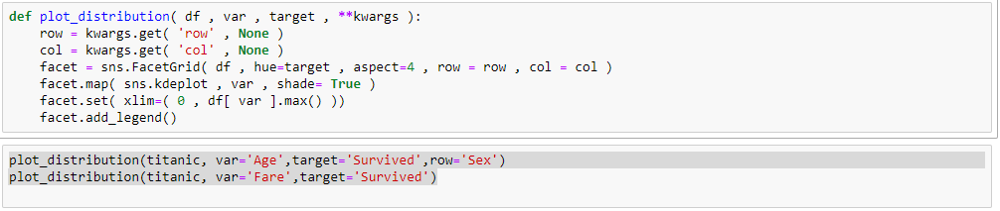 def plot_distribution( df , var , target , **kwargs ):
    row = kwargs.get( 'row' , None )
    col = kwargs.get( 'col' , None )
    facet = sns.FacetGrid( df , hue=target , aspect=4 , row = row , col = col )
    facet.map( sns.kdeplot , var , shade= True )
    facet.set( xlim=( 0 , df[ var ].max() ))
    facet.add_legend()
plot_distribution(titanic, var='Age',target='Survived',row='Sex')
plot_distribution(titanic, var='Fare',target='Survived')